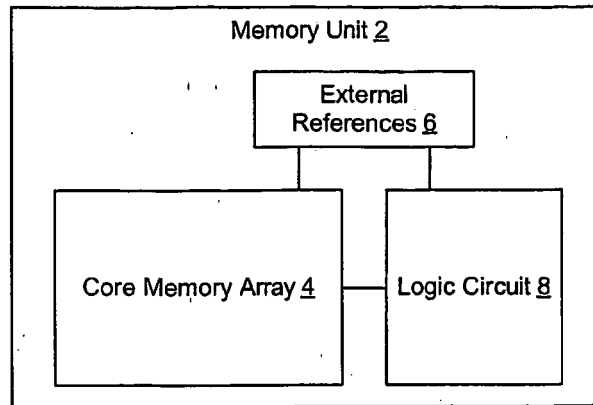 Memory Unit 2
External
References 6
Core Memory Array 4
Logic Circuit 8